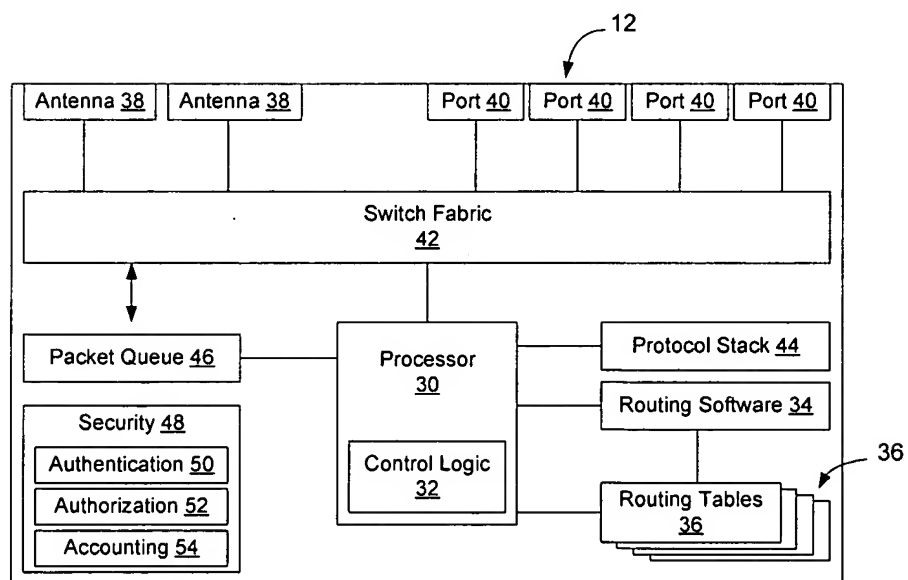 12
Antenna 38
Antenna 38
Port 40
Port 40
Port 40
Port 40
Switch Fabric
42
Packet Queue 46
Processor
30
Control Logic
32
Protocol Stack 44
Routing Software 34
36
Routing Tables
36
Security 48
Authentication 50
Authorization 52
Accounting 54